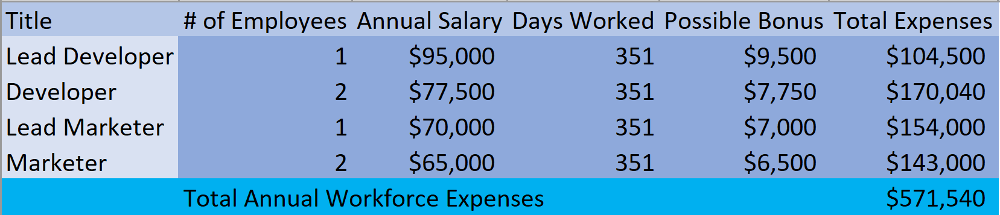 Title # of Employees Annual Salary Days Worked Possible Bonus Total Expenses
Lead Developer 1 $95,000 351 $9,500 $104,500
Developer 2 $77,500 351 $7,750 $170,040
Lead Marketer 1 $70,000 351 $7,000 $154,000
Marketer 2 $65,000 351 $6,500 $143,000
Total Annual Workforce Expenses $571,540